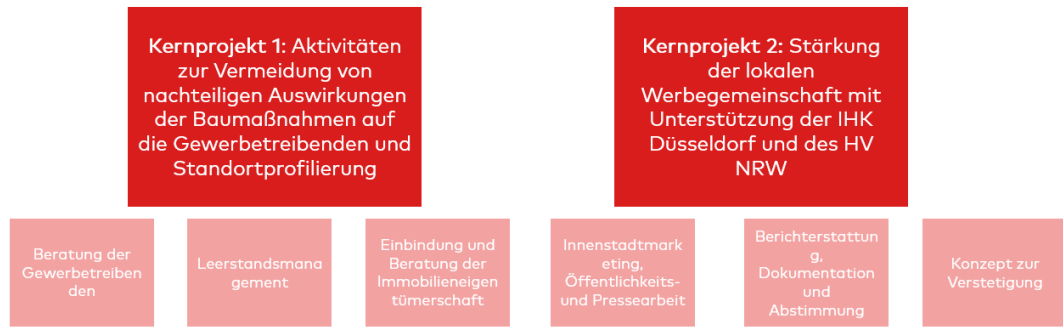 Kernprojekt 1: Aktivitäten
zur Vermeidung von
nachteiligen Auswirkungen
der Baumaßnahmen auf
die Gewerbetreibenden und
Standortprofilierung
Kernprojekt 2: Stärkung
der lokalen
Werbegemeinschaft mit
Unterstützung der IHK
Düsseldorf und des HV
NRW
Beratung der
Gewerbetreiben
den
Leerstandsmana
gement
Einbindung und
Beratung der
Immobilieneigen
tümerschaft
Innenstadtmark
eting,
Öffentlichkeits-
und Pressearbeit
Berichterstattun
g,
Dokumentation
und
Abstimmung
Konzept zur
Verstetigung